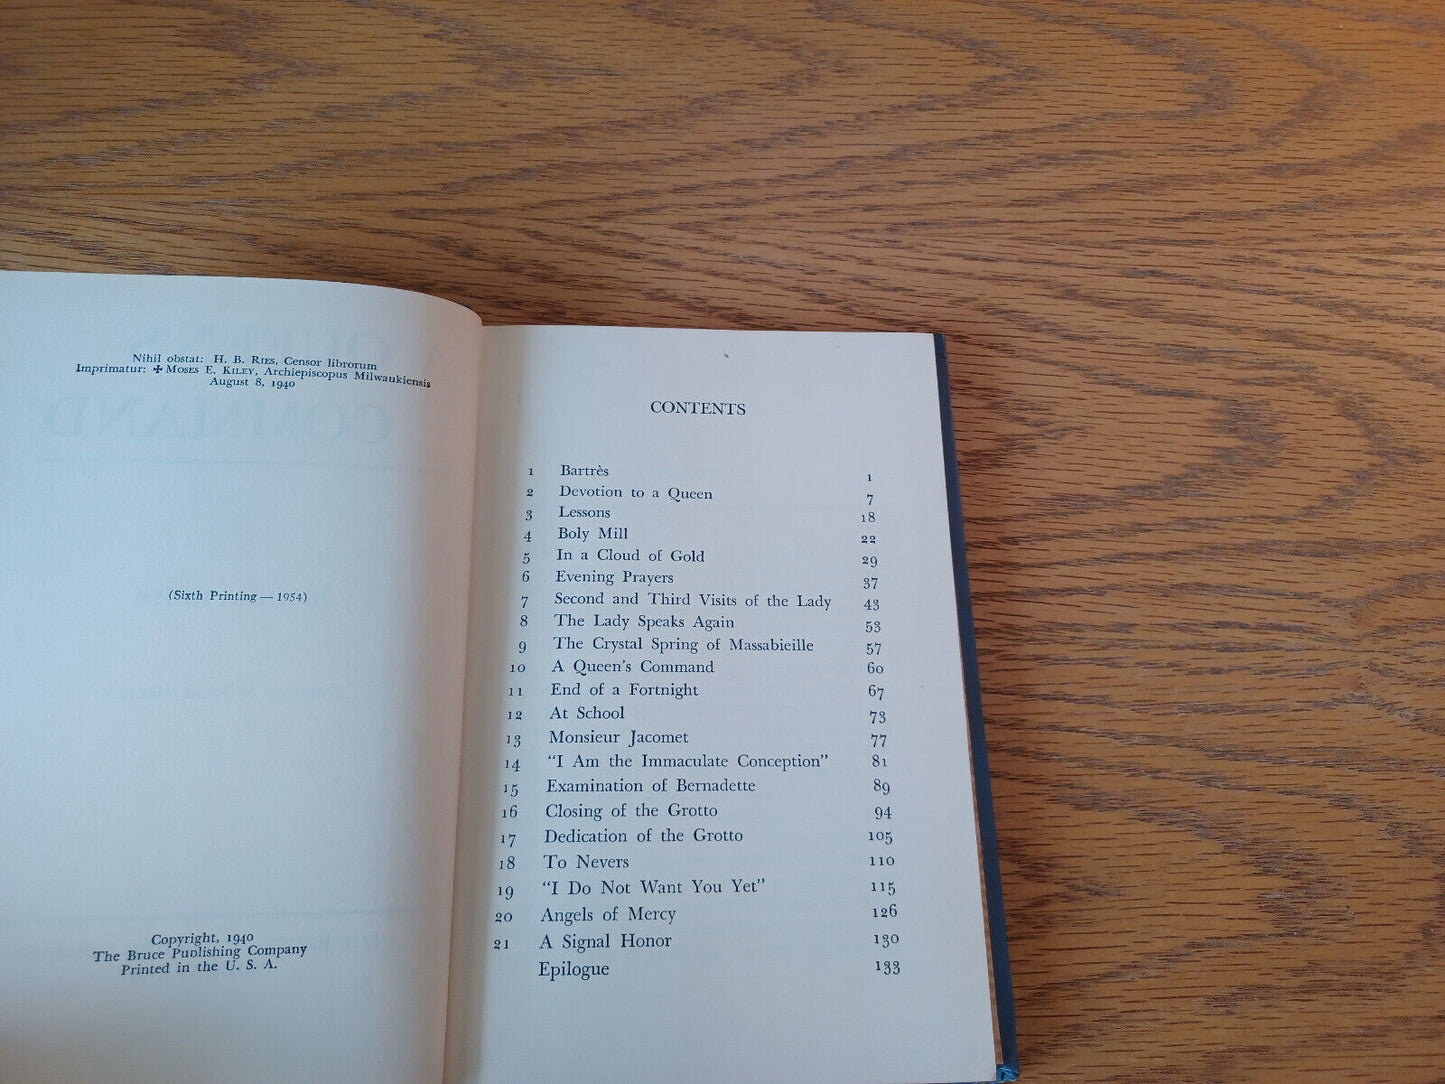 Nihil obstat: H. B. Ries, Censor librorum
Imprimatur: ✠ Moses E. Kiley, Archiepiscopus Milwaukiensis
August 8, 1940
(Sixth Printing — 1954)
Copyright, 1940
The Bruce Publishing Company
Printed in the U. S. A.
CONTENTS
1 Bartrès 1
2 Devotion to a Queen 7
3 Lessons 18
4 Boly Mill 22
5 In a Cloud of Gold 29
6 Evening Prayers 37
7 Second and Third Visits of the Lady 43
8 The Lady Speaks Again 53
9 The Crystal Spring of Massabieille 57
10 A Queen's Command 60
11 End of a Fortnight 67
12 At School 73
13 Monsieur Jacomet 77
14 "I Am the Immaculate Conception" 81
15 Examination of Bernadette 89
16 Closing of the Grotto 94
17 Dedication of the Grotto 105
18 To Nevers 110
19 "I Do Not Want You Yet" 115
20 Angels of Mercy 126
21 A Signal Honor 130
Epilogue 133